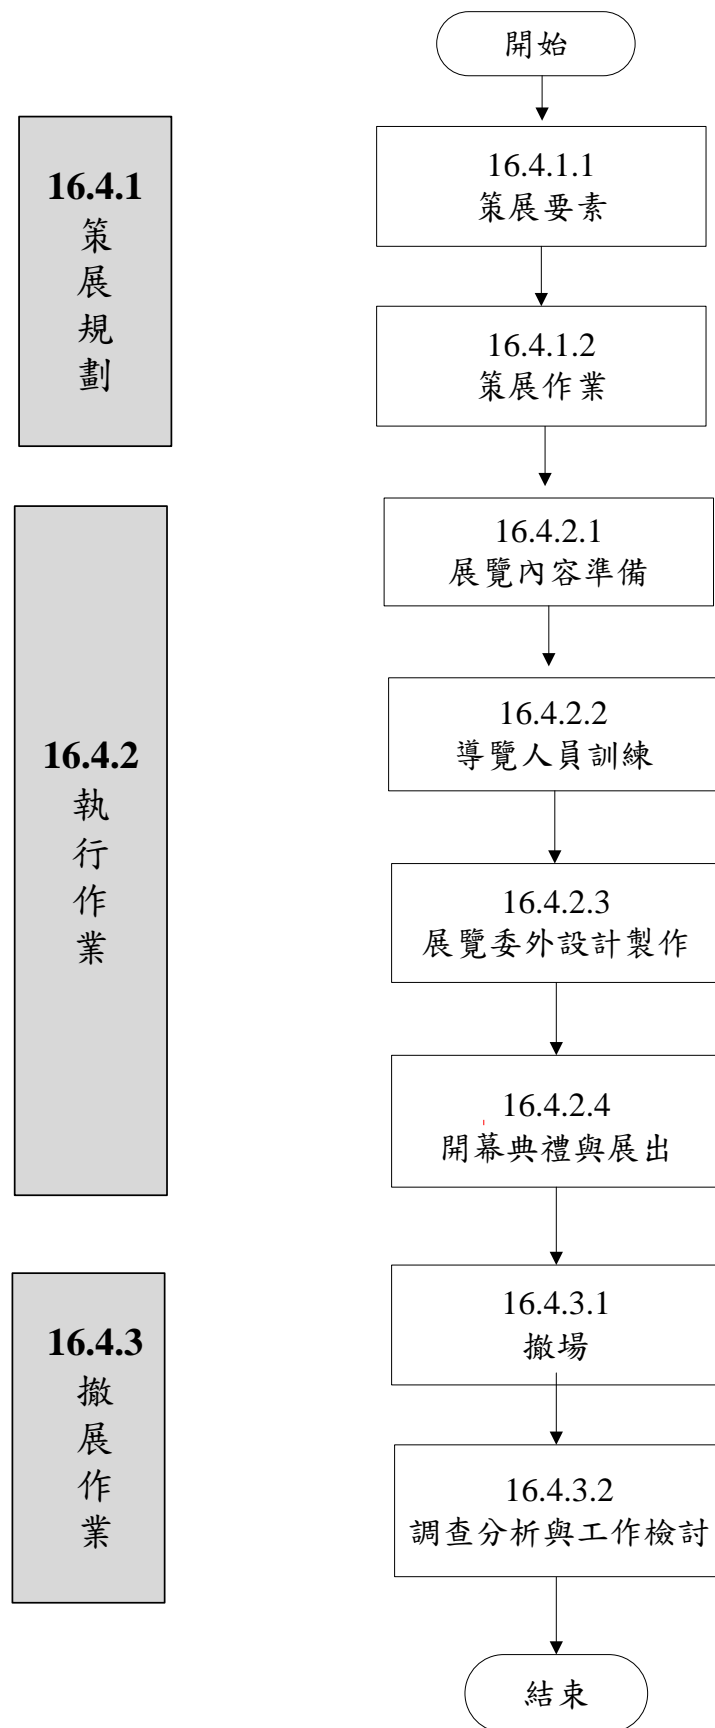 開始
16.4.1
策
展
規
劃
16.4.1.1
策展要素
16.4.1.2
策展作業
16.4.2
執
行
作
業
16.4.2.1
展覽內容準備
16.4.2.2
導覽人員訓練
16.4.2.3
展覽委外設計製作
16.4.2.4
開幕典禮與展出
16.4.3
撤
展
作
業
16.4.3.1
撤場
16.4.3.2
調查分析與工作檢討
結束